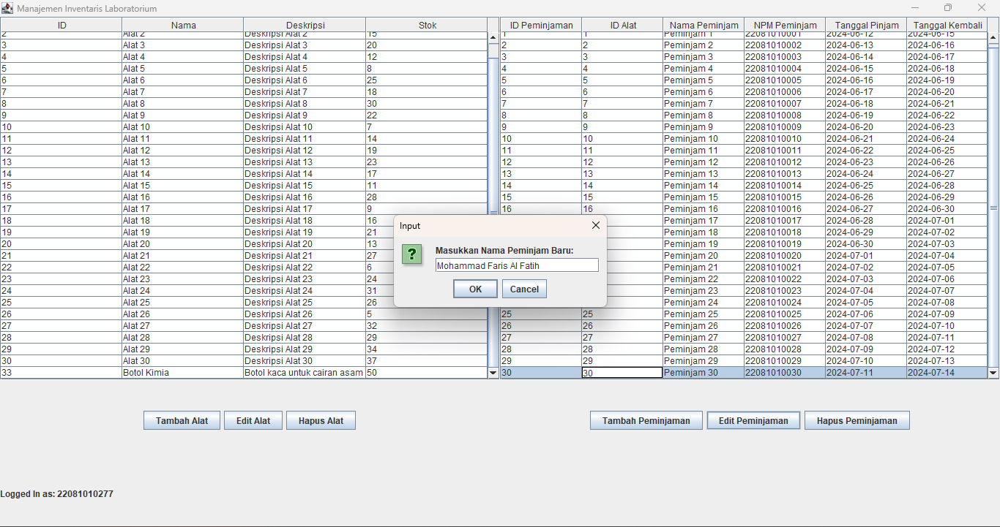 Manajemen Inventaris Laboratorium
ID Nama Deskripsi Stok
2 Alat 2 Deskripsi Alat 2 15
3 Alat 3 Deskripsi Alat 3 20
4 Alat 4 Deskripsi Alat 4 12
5 Alat 5 Deskripsi Alat 5 8
6 Alat 6 Deskripsi Alat 6 25
7 Alat 7 Deskripsi Alat 7 18
8 Alat 8 Deskripsi Alat 8 30
9 Alat 9 Deskripsi Alat 9 22
10 Alat 10 Deskripsi Alat 10 7
11 Alat 11 Deskripsi Alat 11 14
12 Alat 12 Deskripsi Alat 12 19
13 Alat 13 Deskripsi Alat 13 23
14 Alat 14 Deskripsi Alat 14 17
15 Alat 15 Deskripsi Alat 15 11
16 Alat 16 Deskripsi Alat 16 28
17 Alat 17 Deskripsi Alat 17 9
18 Alat 18 Deskripsi Alat 18 16
19 Alat 19 Deskripsi Alat 19 21
20 Alat 20 Deskripsi Alat 20 13
21 Alat 21 Deskripsi Alat 21 27
22 Alat 22 Deskripsi Alat 22 6
23 Alat 23 Deskripsi Alat 23 24
24 Alat 24 Deskripsi Alat 24 31
25 Alat 25 Deskripsi Alat 25 26
26 Alat 26 Deskripsi Alat 26 5
27 Alat 27 Deskripsi Alat 27 32
28 Alat 28 Deskripsi Alat 28 29
29 Alat 29 Deskripsi Alat 29 34
30 Alat 30 Deskripsi Alat 30 37
33 Botol Kimia Botol kaca untuk cairan asam 50
ID Peminjaman ID Alat Nama Peminjam NPM Peminjam Tanggal Pinjam Tanggal Kembali
1 1 Peminjam 1 22081010001 2024-06-12 2024-06-15
2 2 Peminjam 2 22081010002 2024-06-13 2024-06-16
3 3 Peminjam 3 22081010003 2024-06-14 2024-06-17
4 4 Peminjam 4 22081010004 2024-06-15 2024-06-18
5 5 Peminjam 5 22081010005 2024-06-16 2024-06-19
6 6 Peminjam 6 22081010006 2024-06-17 2024-06-20
7 7 Peminjam 7 22081010007 2024-06-18 2024-06-21
8 8 Peminjam 8 22081010008 2024-06-19 2024-06-22
9 9 Peminjam 9 22081010009 2024-06-20 2024-06-23
10 10 Peminjam 10 22081010010 2024-06-21 2024-06-24
11 11 Peminjam 11 22081010011 2024-06-22 2024-06-25
12 12 Peminjam 12 22081010012 2024-06-23 2024-06-26
13 13 Peminjam 13 22081010013 2024-06-24 2024-06-27
14 14 Peminjam 14 22081010014 2024-06-25 2024-06-28
15 15 Peminjam 15 22081010015 2024-06-26 2024-06-29
16 16 Peminjam 16 22081010016 2024-06-27 2024-06-30
Peminjam 17 22081010017 2024-06-28 2024-07-01
Peminjam 18 22081010018 2024-06-29 2024-07-02
Peminjam 19 22081010019 2024-06-30 2024-07-03
Peminjam 20 22081010020 2024-07-01 2024-07-04
Peminjam 21 22081010021 2024-07-02 2024-07-05
Peminjam 22 22081010022 2024-07-03 2024-07-06
Peminjam 23 22081010023 2024-07-04 2024-07-07
Peminjam 24 22081010024 2024-07-05 2024-07-08
25 25 Peminjam 25 22081010025 2024-07-06 2024-07-09
26 26 Peminjam 26 22081010026 2024-07-07 2024-07-10
27 27 Peminjam 27 22081010027 2024-07-08 2024-07-11
28 28 Peminjam 28 22081010028 2024-07-09 2024-07-12
29 29 Peminjam 29 22081010029 2024-07-10 2024-07-13
30 30 Peminjam 30 22081010030 2024-07-11 2024-07-14
Input
?
Masukkan Nama Peminjam Baru:
Mohammad Faris Al Fatih
OK Cancel
Tambah Alat Edit Alat Hapus Alat
Tambah Peminjaman Edit Peminjaman Hapus Peminjaman
Logged In as: 22081010277